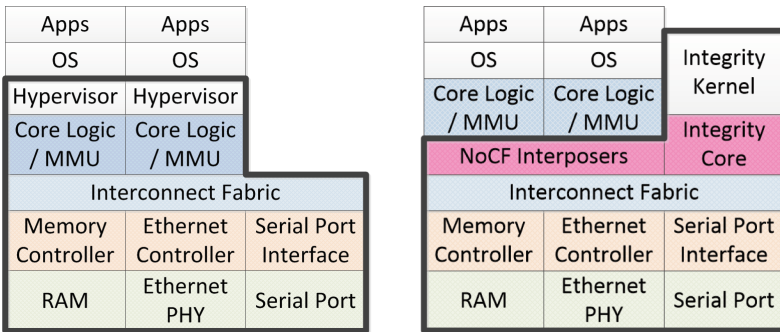 Apps Apps
OS OS
Hypervisor Hypervisor
Core Logic Core Logic
/ MMU / MMU
Interconnect Fabric
Memory Ethernet Serial Port
Controller Controller Interface
RAM Ethernet Serial Port
PHY
Apps Apps
OS OS Integrity
Kernel
Core Logic Core Logic
/ MMU / MMU
NoCF Interposers Integrity
Core
Interconnect Fabric
Memory Ethernet Serial Port
Controller Controller Interface
RAM Ethernet Serial Port
PHY